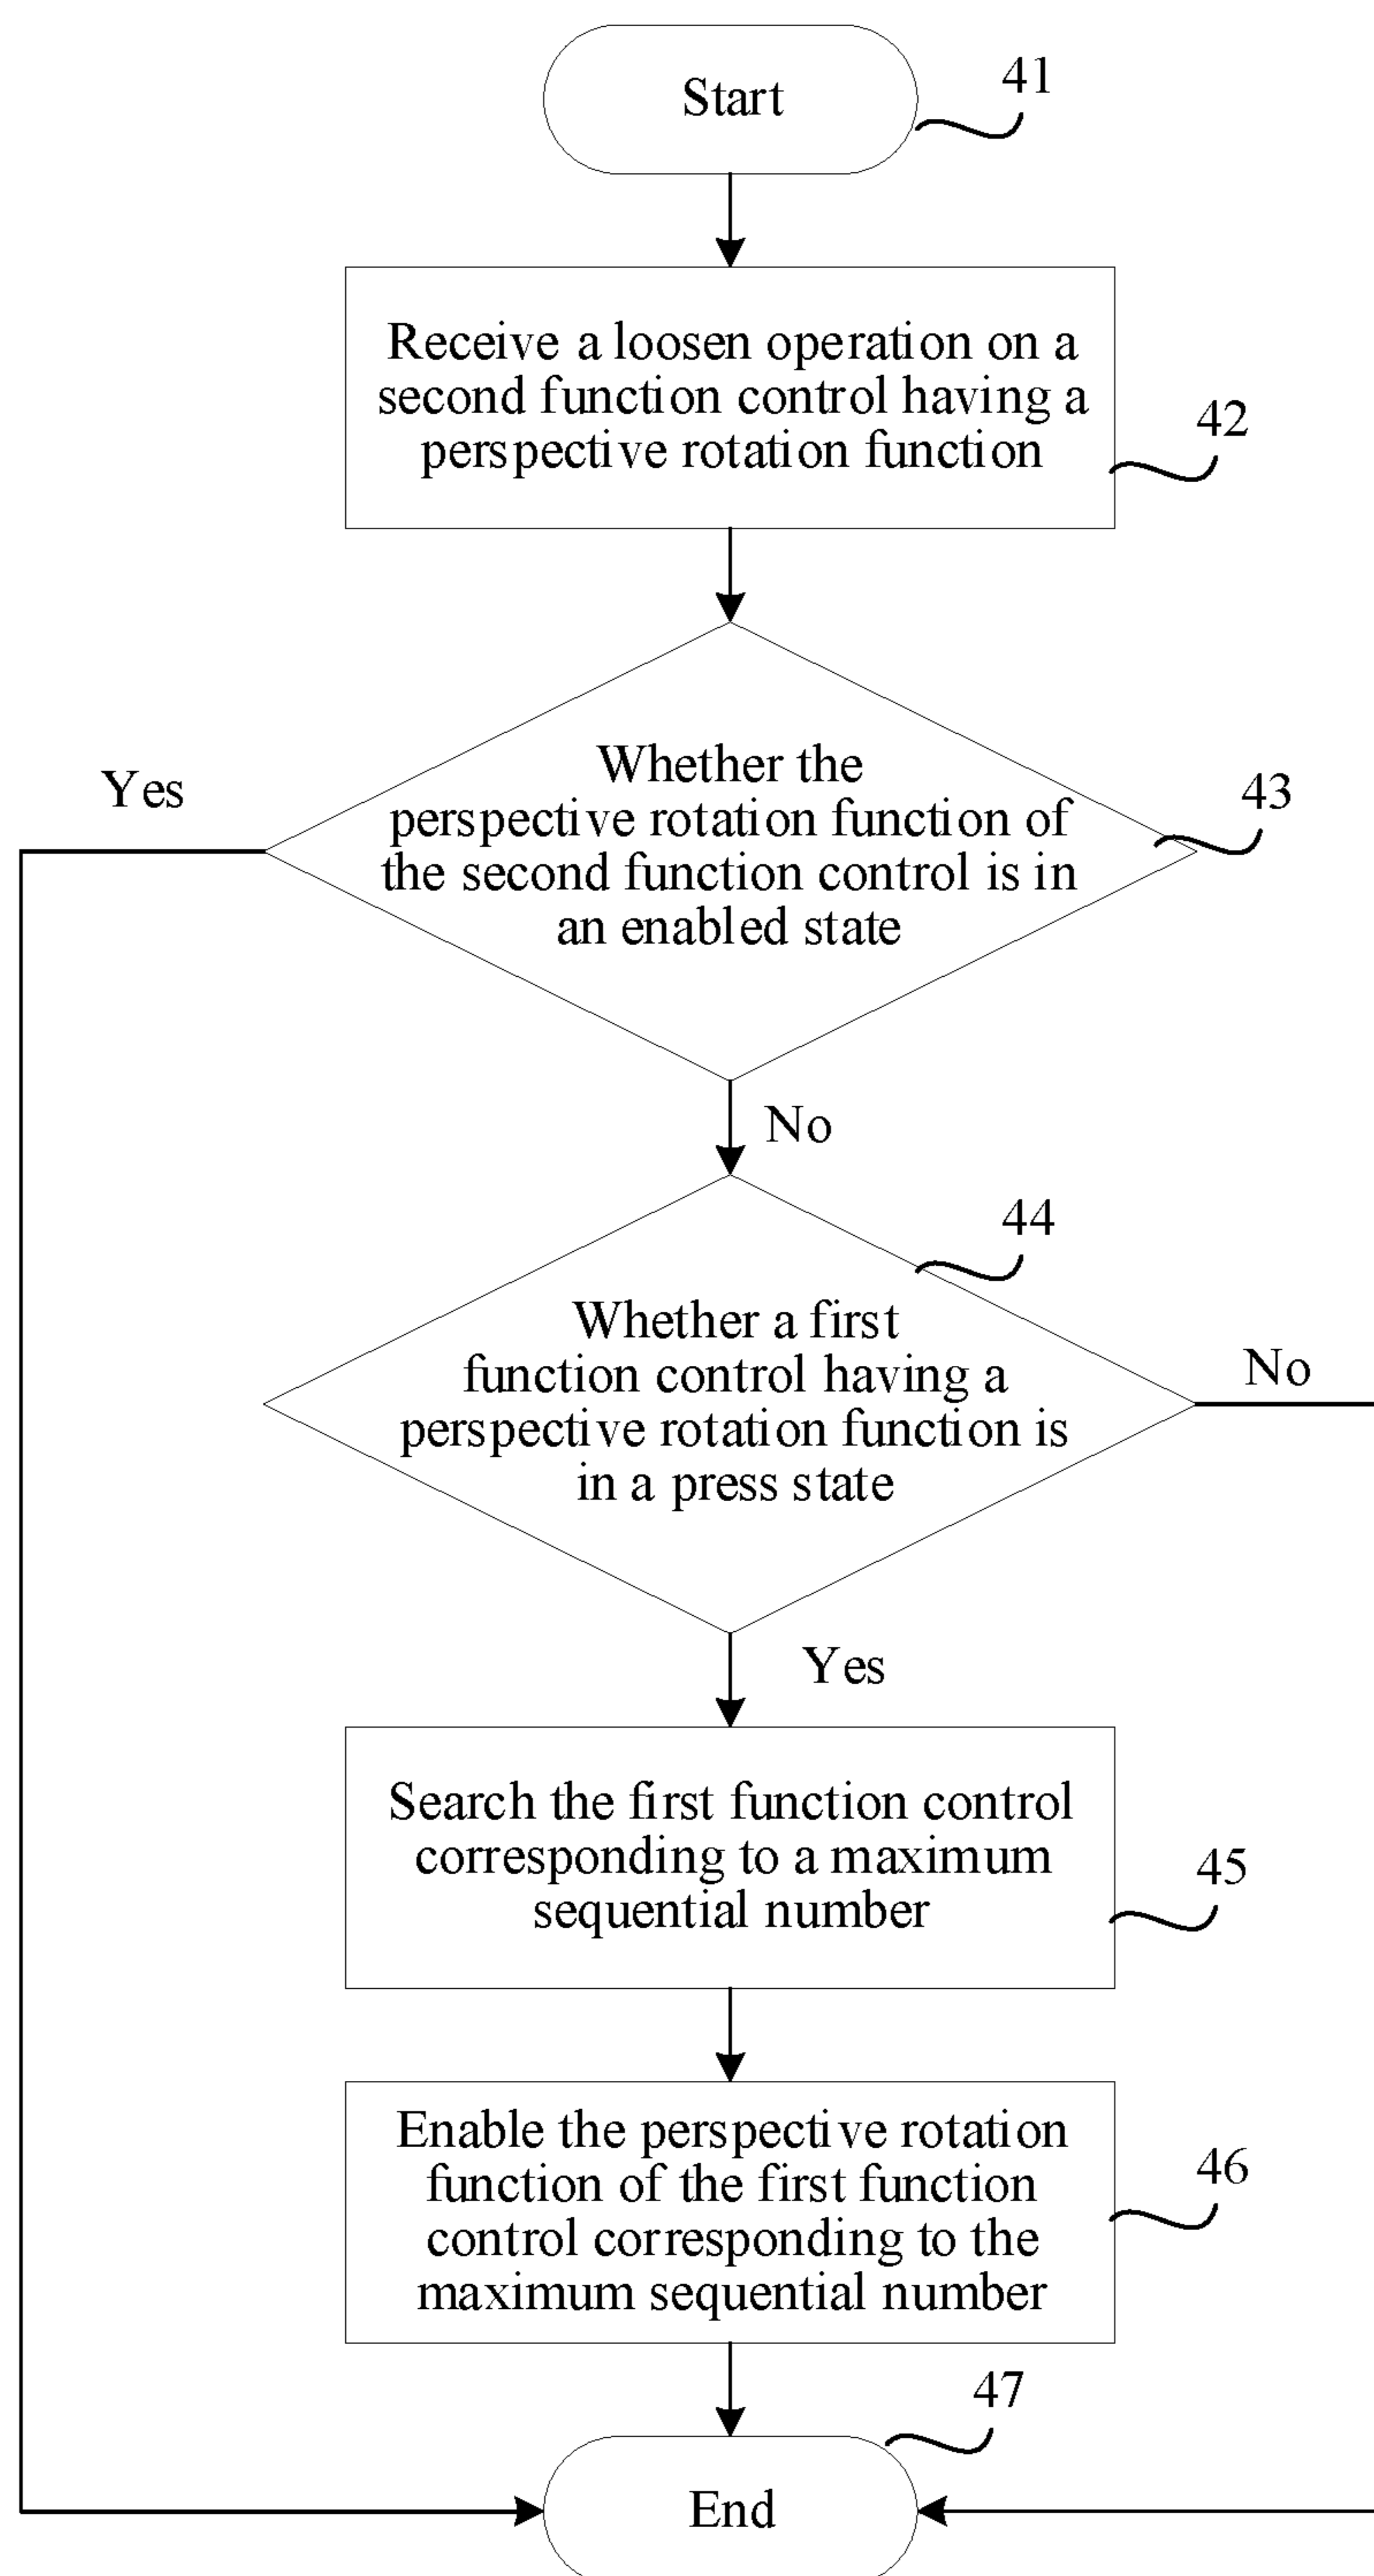 Start
41
Receive a loosen operation on a
second function control having a
perspective rotation function
42
Whether the
perspective rotation function of
the second function control is in
an enabled state
43
Yes
No
44
Whether a first
function control having a
perspective rotation function is
in a press state
No
Yes
Search the first function control
corresponding to a maximum
sequential number
45
Enable the perspective rotation
function of the first function
control corresponding to the
maximum sequential number
46
47
End